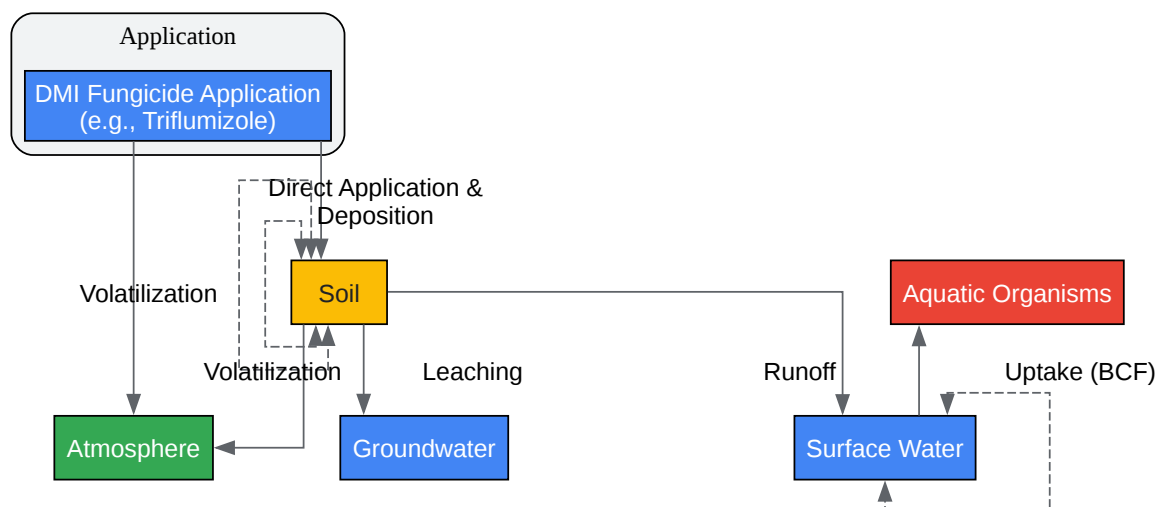 Application
DMI Fungicide Application
(e.g., Triflumizole)
Direct Application &
Deposition
Volatilization
Soil
Aquatic Organisms
Volatilization
Leaching
Runoff
Uptake (BCF)
Atmosphere
Groundwater
Surface Water